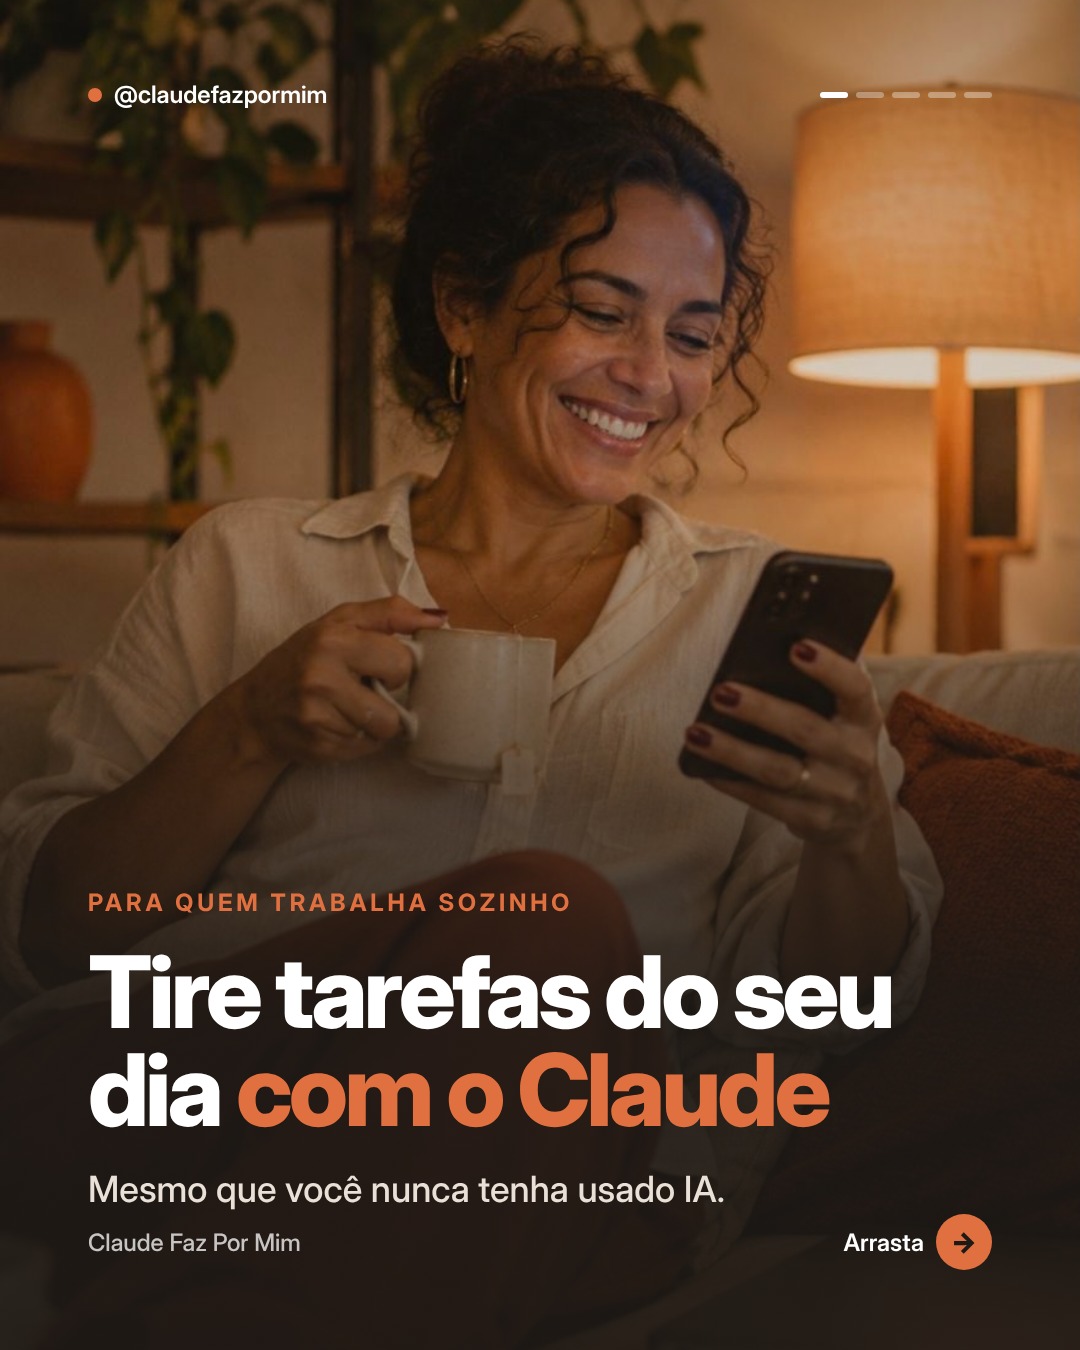 @claudefazpormim
PARA QUEM TRABALHA SOZINHO
Tire tarefas do seu
dia com o Claude
Mesmo que você nunca tenha usado IA.
Claude Faz Por Mim
Arrasta